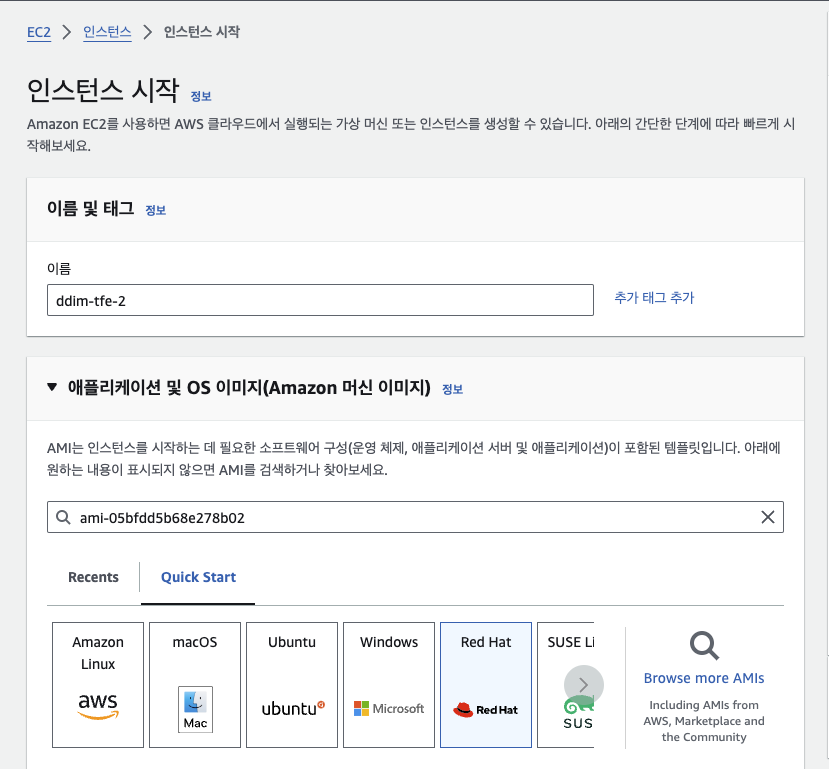 EC2 > 인스턴스 > 인스턴스 시작
인스턴스 시작 정보
Amazon EC2를 사용하면 AWS 클라우드에서 실행되는 가상 머신 또는 인스턴스를 생성할 수 있습니다. 아래의 간단한 단계에 따라 빠르게 시
작해보세요.
이름 및 태그 정보
이름
ddim-tfe-2
추가 태그 추가
애플리케이션 및 OS 이미지(Amazon 머신 이미지) 정보
AMI는 인스턴스를 시작하는 데 필요한 소프트웨어 구성(운영 체제, 애플리케이션 서버 및 애플리케이션)이 포함된 템플릿입니다. 아래에
원하는 내용이 표시되지 않으면 AMI를 검색하거나 찾아보세요.
ami-05bfdd5b68e278b02
Recents Quick Start
Amazon
Linux
aws
macOS
Mac
Ubuntu
ubuntu
Windows
Microsoft
Red Hat
Red Hat
SUSE Li
SUS
Browse more AMIs
Including AMIs from
AWS, Marketplace and
the Community